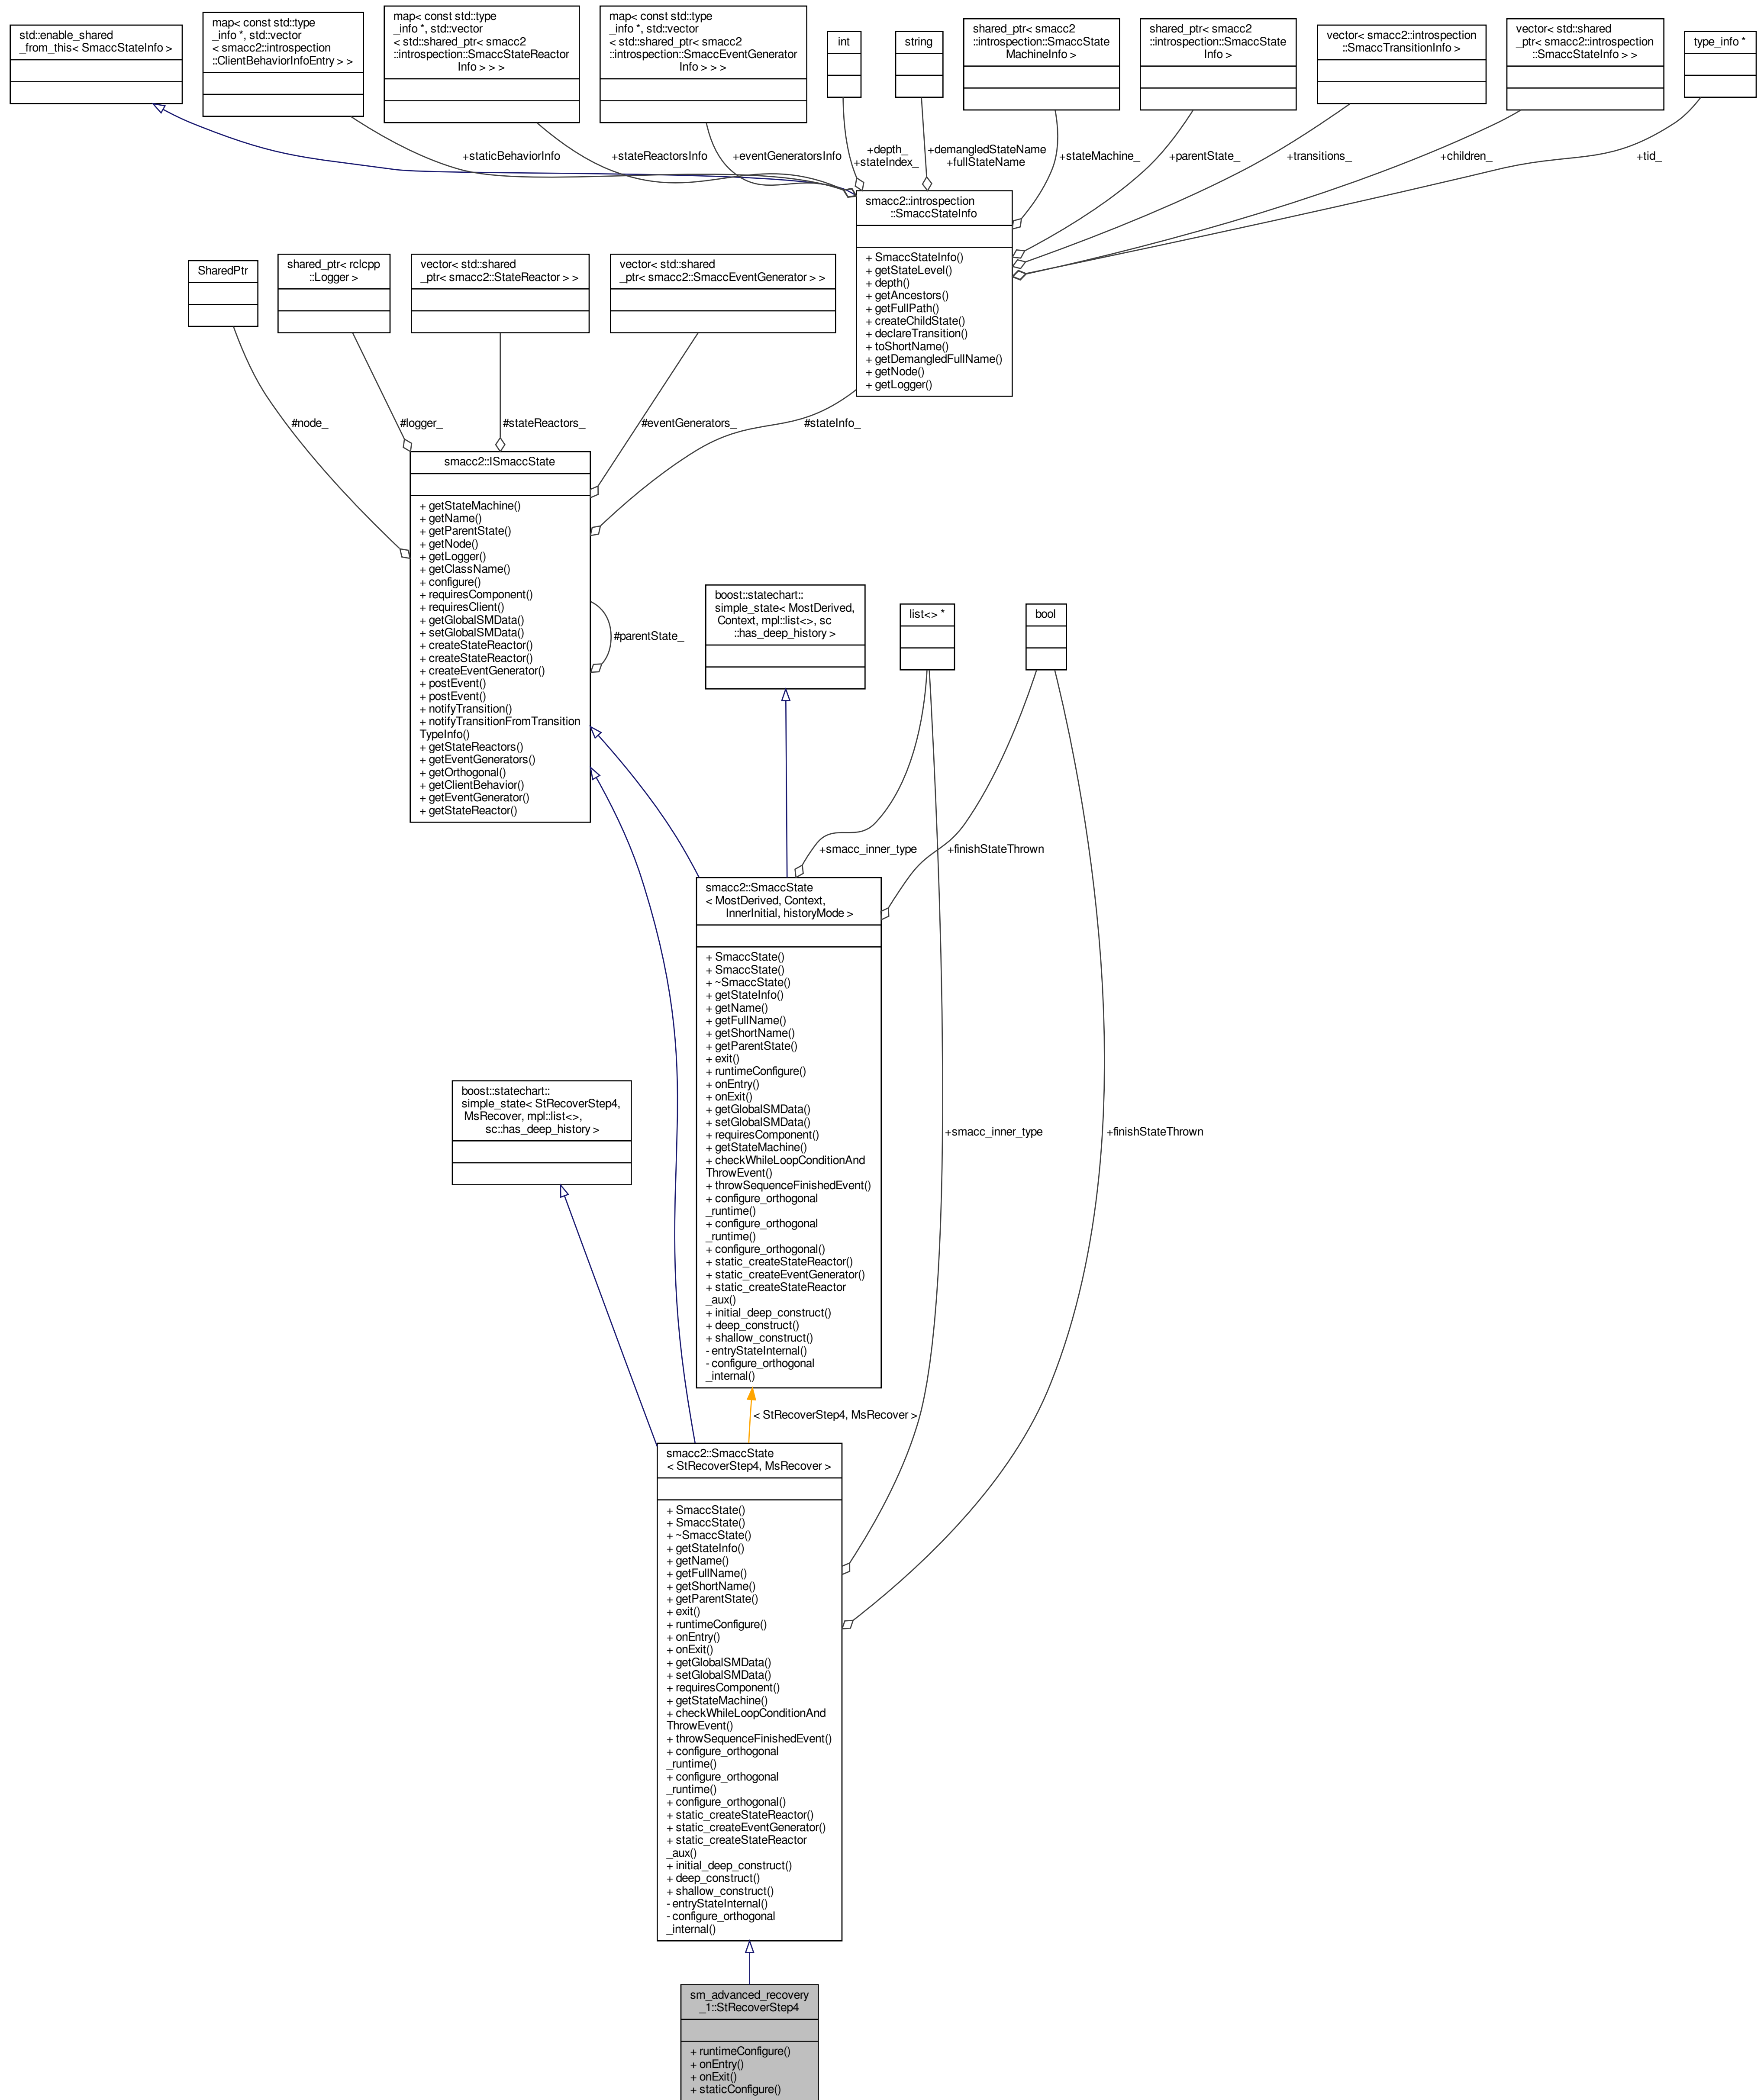 std::enable_shared
_from_this< SmaccStateInfo >
map< const std::type
_info *, std::vector
< smacc2::introspection
::ClientBehaviorInfoEntry > >
map< const std::type
_info *, std::vector
< std::shared_ptr< smacc2
::introspection::SmaccStateReactor
Info > > >
map< const std::type
_info *, std::vector
< std::shared_ptr< smacc2
::introspection::SmaccEventGenerator
Info > > >
int
string
shared_ptr< smacc2
::introspection::SmaccState
MachineInfo >
shared_ptr< smacc2
::introspection::SmaccState
Info >
vector< smacc2::introspection
::SmaccTransitionInfo >
vector< std::shared
_ptr< smacc2::introspection
::SmaccStateInfo > >
type_info *
+staticBehaviorInfo
+stateReactorsInfo
+eventGeneratorsInfo
+depth_
+stateIndex_
+demangledStateName
+fullStateName
+stateMachine_
+parentState_
+transitions_
+children_
+tid_
smacc2::introspection
::SmaccStateInfo
+ SmaccStateInfo()
+ getStateLevel()
+ depth()
+ getAncestors()
+ getFullPath()
+ createChildState()
+ declareTransition()
+ toShortName()
+ getDemangledFullName()
+ getNode()
+ getLogger()
SharedPtr
shared_ptr< rclcpp
::Logger >
vector< std::shared
_ptr< smacc2::StateReactor > >
vector< std::shared
_ptr< smacc2::SmaccEventGenerator > >
#node_
#logger_
#stateReactors_
#eventGenerators_
#stateInfo_
smacc2::ISmaccState
+ getStateMachine()
+ getName()
+ getParentState()
+ getNode()
+ getLogger()
+ getClassName()
+ configure()
+ requiresComponent()
+ requiresClient()
+ getGlobalSMData()
+ setGlobalSMData()
+ createStateReactor()
+ createStateReactor()
+ createEventGenerator()
+ postEvent()
+ postEvent()
+ notifyTransition()
+ notifyTransitionFromTransition
TypeInfo()
+ getStateReactors()
+ getEventGenerators()
+ getOrthogonal()
+ getClientBehavior()
+ getEventGenerator()
+ getStateReactor()
#parentState_
boost::statechart::
simple_state< MostDerived,
Context, mpl::list<>, sc
::has_deep_history >
list<> *
bool
+smacc_inner_type
+finishStateThrown
smacc2::SmaccState
< MostDerived, Context,
InnerInitial, historyMode >
+ SmaccState()
+ SmaccState()
+ ~SmaccState()
+ getStateInfo()
+ getName()
+ getFullName()
+ getShortName()
+ getParentState()
+ exit()
+ runtimeConfigure()
+ onEntry()
+ onExit()
+ getGlobalSMData()
+ setGlobalSMData()
+ requiresComponent()
+ getStateMachine()
+ checkWhileLoopConditionAnd
ThrowEvent()
+ throwSequenceFinishedEvent()
+ configure_orthogonal
_runtime()
+ configure_orthogonal
_runtime()
+ configure_orthogonal()
+ static_createStateReactor()
+ static_createEventGenerator()
+ static_createStateReactor
_aux()
+ initial_deep_construct()
+ deep_construct()
+ shallow_construct()
- entryStateInternal()
- configure_orthogonal
_internal()
boost::statechart::
simple_state< StRecoverStep4,
MsRecover, mpl::list<>,
sc::has_deep_history >
+smacc_inner_type
+finishStateThrown
< StRecoverStep4, MsRecover >
smacc2::SmaccState
< StRecoverStep4, MsRecover >
+ SmaccState()
+ SmaccState()
+ ~SmaccState()
+ getStateInfo()
+ getName()
+ getFullName()
+ getShortName()
+ getParentState()
+ exit()
+ runtimeConfigure()
+ onEntry()
+ onExit()
+ getGlobalSMData()
+ setGlobalSMData()
+ requiresComponent()
+ getStateMachine()
+ checkWhileLoopConditionAnd
ThrowEvent()
+ throwSequenceFinishedEvent()
+ configure_orthogonal
_runtime()
+ configure_orthogonal
_runtime()
+ configure_orthogonal()
+ static_createStateReactor()
+ static_createEventGenerator()
+ static_createStateReactor
_aux()
+ initial_deep_construct()
+ deep_construct()
+ shallow_construct()
- entryStateInternal()
- configure_orthogonal
_internal()
sm_advanced_recovery
_1::StRecoverStep4
+ runtimeConfigure()
+ onEntry()
+ onExit()
+ staticConfigure()